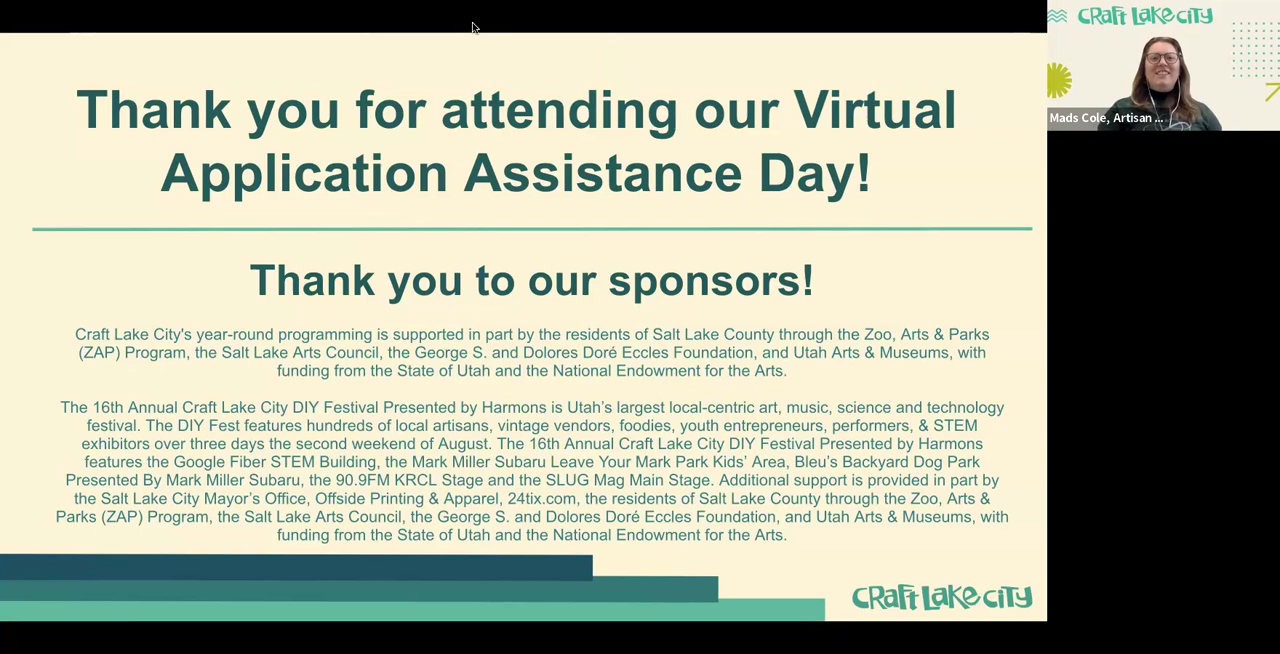 Thank you for attending our Virtual
Application Assistance Day!
Thank you to our sponsors!
Craft Lake City's year-round programming is supported in part by the residents of Salt Lake County through the Zoo, Arts & Parks
(ZAP) Program, the Salt Lake Arts Council, the George S. and Dolores Doré Eccles Foundation, and Utah Arts & Museums, with
funding from the State of Utah and the National Endowment for the Arts.
The 16th Annual Craft Lake City DIY Festival Presented by Harmons is Utah’s largest local-centric art, music, science and technology
festival. The DIY Fest features hundreds of local artisans, vintage vendors, foodies, youth entrepreneurs, performers, & STEM
exhibitors over three days the second weekend of August. The 16th Annual Craft Lake City DIY Festival Presented by Harmons
features the Google Fiber STEM Building, the Mark Miller Subaru Leave Your Mark Park Kids’ Area, Bleu’s Backyard Dog Park
Presented By Mark Miller Subaru, the 90.9FM KRCL Stage and the SLUG Mag Main Stage. Additional support is provided in part by
the Salt Lake City Mayor’s Office, Offside Printing & Apparel, 24tix.com, the residents of Salt Lake County through the Zoo, Arts &
Parks (ZAP) Program, the Salt Lake Arts Council, the George S. and Dolores Doré Eccles Foundation, and Utah Arts & Museums, with
funding from the State of Utah and the National Endowment for the Arts.
CRAFT LAKE CITY
CRAFT LAKE CITY
Mads Cole, Artisan ...